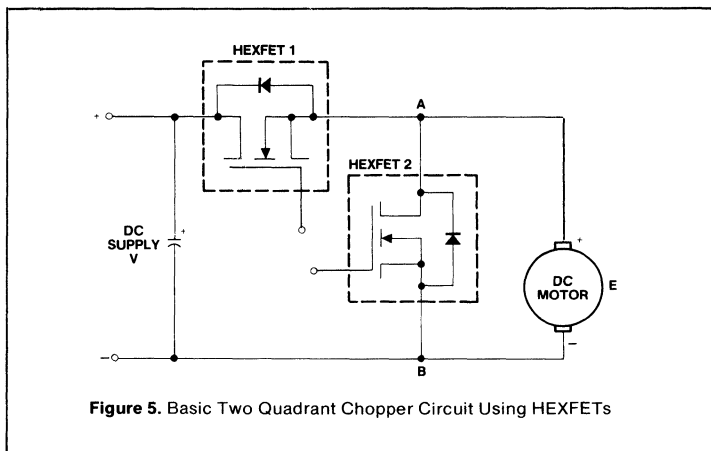 HEXFET 1
+
A
HEXFET 2
DC
SUPPLY
V
+
+
DC
MOTOR
E
−
−
B
Figure 5. Basic Two Quadrant Chopper Circuit Using HEXFETs